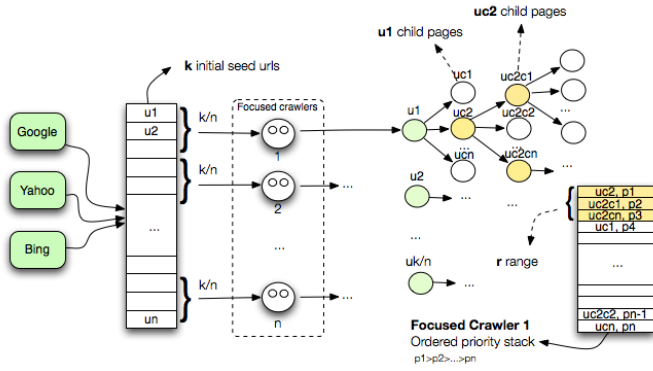 uc2 child pages
u1 child pages
k initial seed urls
Google
Yahoo
Bing
u1
u2
...
un
k/n
k/n
k/n
Focused crawlers
1
2
...
n
...
...
u1
uc1
uc2
...
ucn
uc2c1
uc2c2
...
uc2cn
...
...
u2
...
...
uk/n
...
r range
uc2, p1
uc2c1, p2
uc2cn, p3
uc1, p4
...
uc2c2, pn-1
ucn, pn
Focused Crawler 1
Ordered priority stack
p1>p2>...>pn